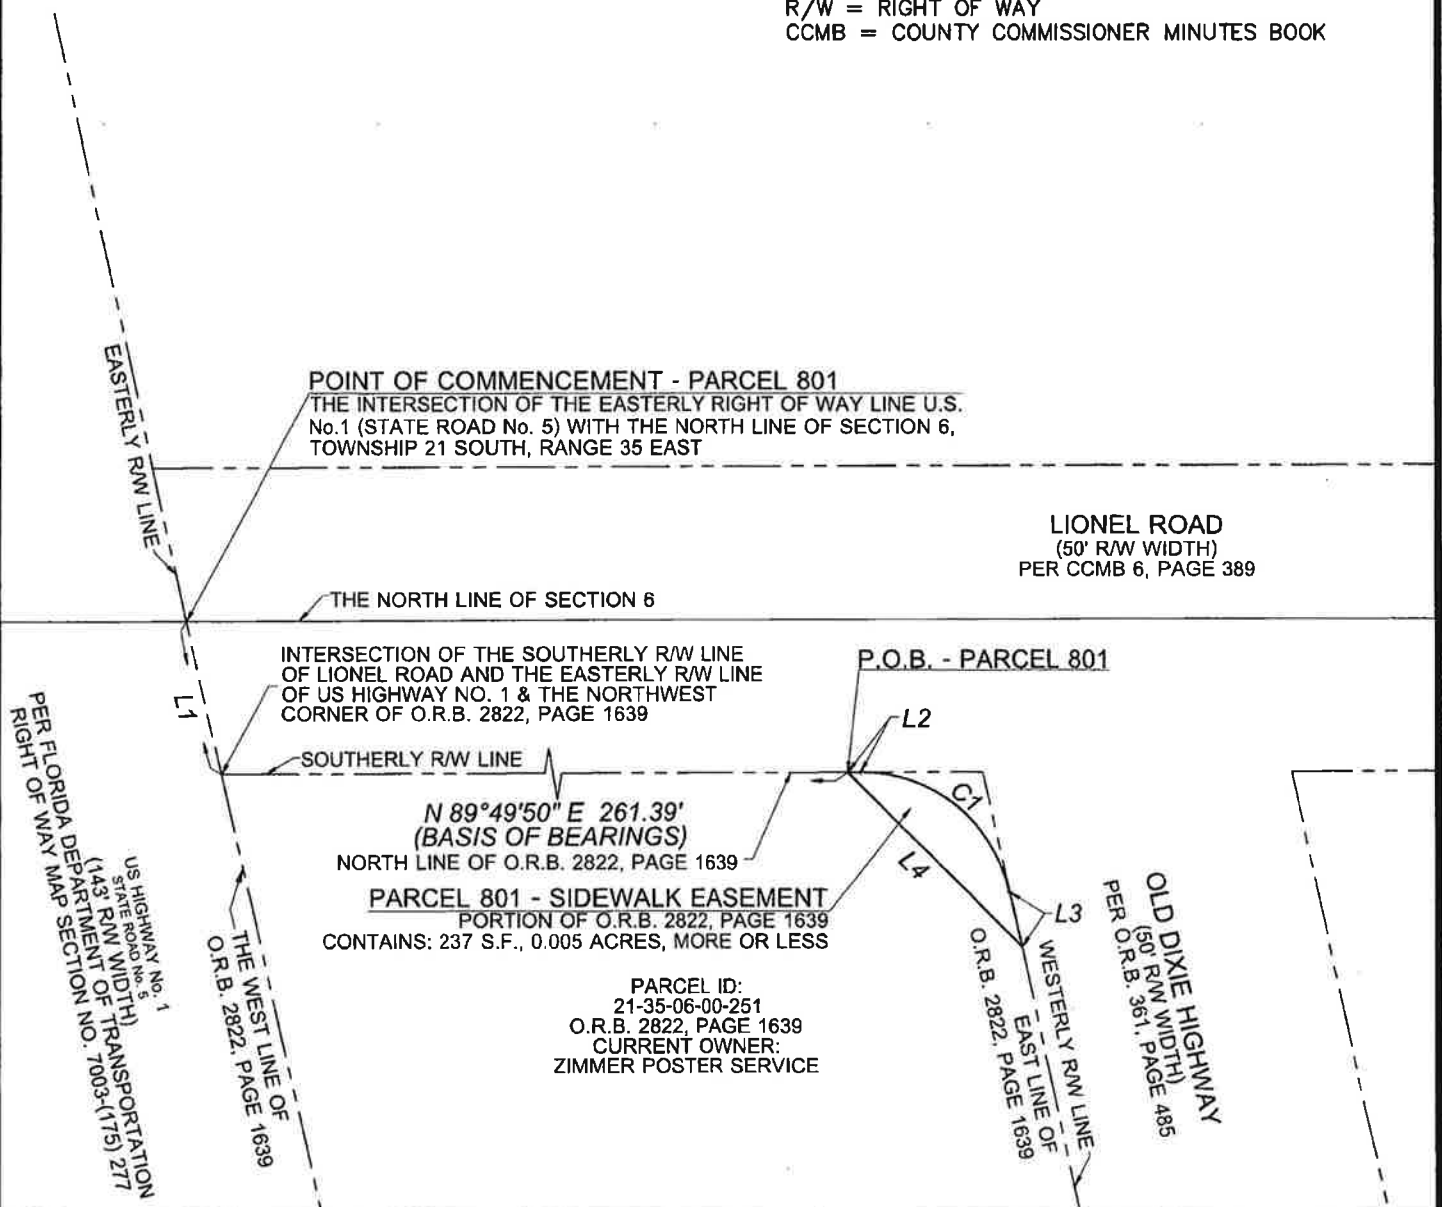 R/W = RIGHT OF WAY
CCMB = COUNTY COMMISSIONER MINUTES BOOK
EASTERLY R/W LINE
POINT OF COMMENCEMENT - PARCEL 801
THE INTERSECTION OF THE EASTERLY RIGHT OF WAY LINE U.S.
No.1 (STATE ROAD No. 5) WITH THE NORTH LINE OF SECTION 6,
TOWNSHIP 21 SOUTH, RANGE 35 EAST
LIONEL ROAD
(50' R/W WIDTH)
PER CCMB 6, PAGE 389
THE NORTH LINE OF SECTION 6
INTERSECTION OF THE SOUTHERLY R/W LINE
OF LIONEL ROAD AND THE EASTERLY R/W LINE
OF US HIGHWAY NO. 1 & THE NORTHWEST
CORNER OF O.R.B. 2822, PAGE 1639
P.O.B. - PARCEL 801
L1
L2
SOUTHERLY R/W LINE
N 89°49'50" E 261.39'
(BASIS OF BEARINGS)
NORTH LINE OF O.R.B. 2822, PAGE 1639
C1
L4
L3
PARCEL 801 - SIDEWALK EASEMENT
PORTION OF O.R.B. 2822, PAGE 1639
CONTAINS: 237 S.F., 0.005 ACRES, MORE OR LESS
PARCEL ID:
21-35-06-00-251
O.R.B. 2822, PAGE 1639
CURRENT OWNER:
ZIMMER POSTER SERVICE
US HIGHWAY No. 1
STATE ROAD No. 5
(143' R/W WIDTH)
PER FLORIDA DEPARTMENT OF TRANSPORTATION
RIGHT OF WAY MAP SECTION NO. 7003-(175) 277
THE WEST LINE OF
O.R.B. 2822, PAGE 1639
WESTERLY R/W LINE
EAST LINE OF
O.R.B. 2822, PAGE 1639
OLD DIXIE HIGHWAY
(50' R/W WIDTH)
PER O.R.B. 361, PAGE 485